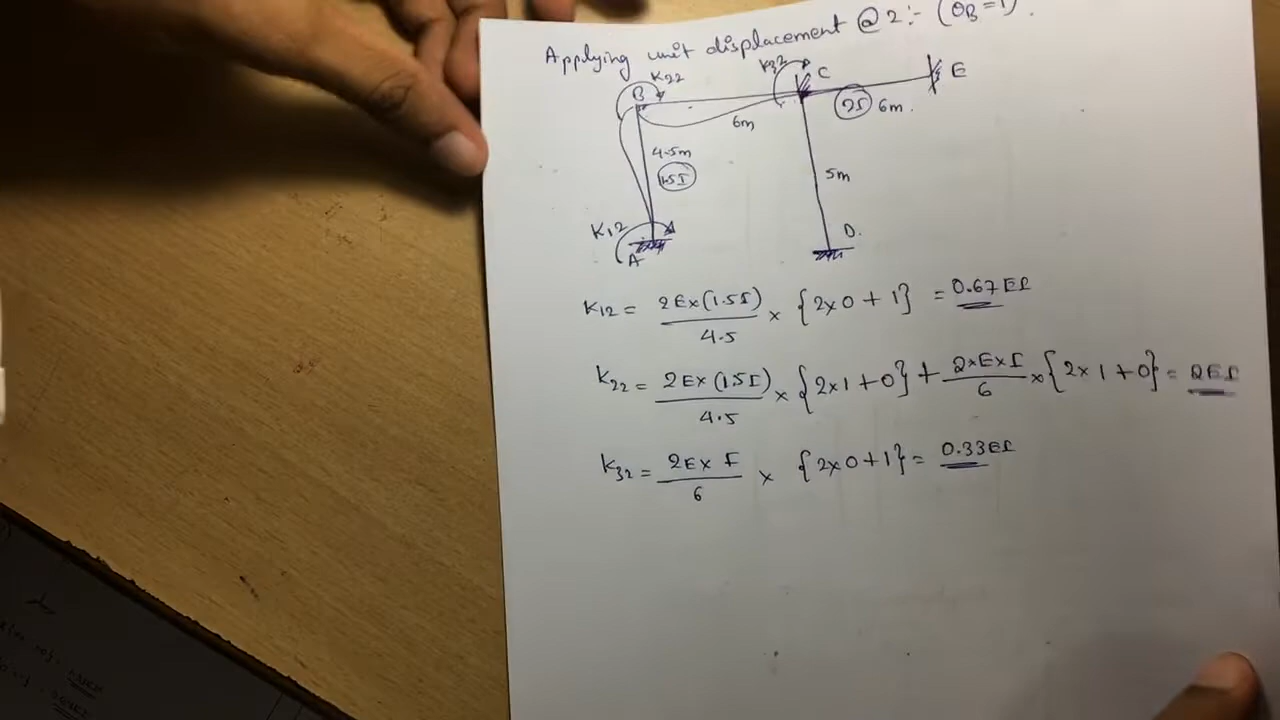 Applying unit displacement @ 2 :- (θB = 1).
K22 K32 C E
B 2I 6m.
6m
4.5m
1.5I 5m
K12 D.
A
K12 = 2E×(1.5I)/4.5 × {2×0+1} = 0.67EI
K22 = 2E×(1.5I)/4.5 × {2×1+0} + 2×E×I/6 × {2×1+0} = 2EI
K32 = 2E×I/6 × {2×0+1} = 0.33EI